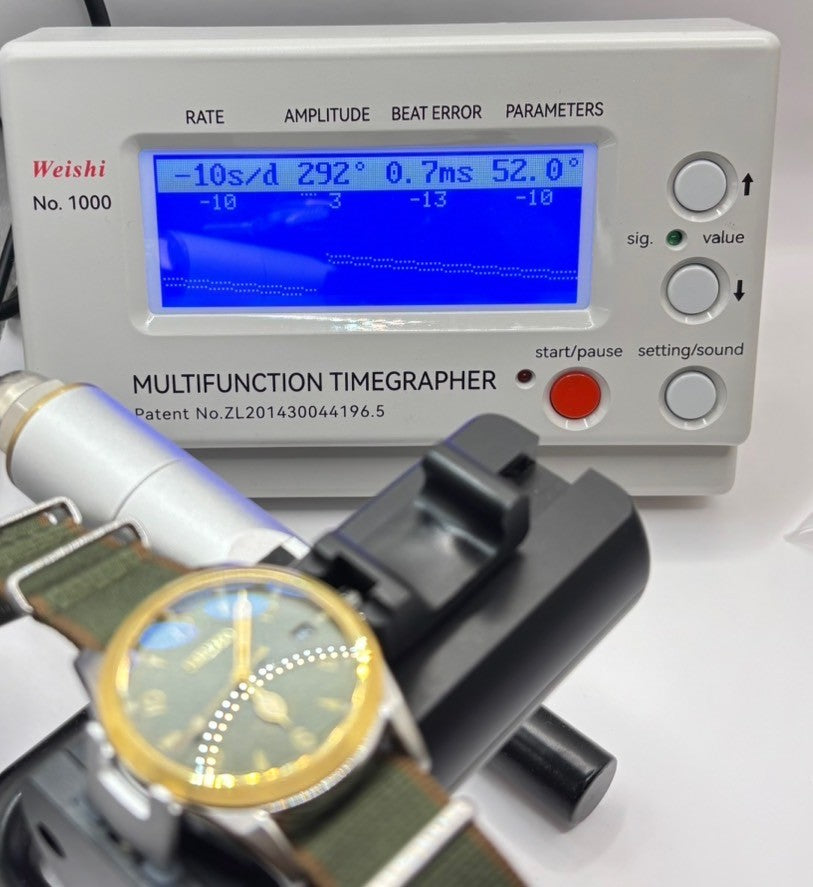 RATE AMPLITUDE BEAT ERROR PARAMETERS
Weishi
No. 1000
-10s/d 292° 0.7ms 52.0°
-10 3 -13 -10
sig. value
start/pause setting/sound
MULTIFUNCTION TIMEGRAPHER
Patent No.ZL201430044196.5